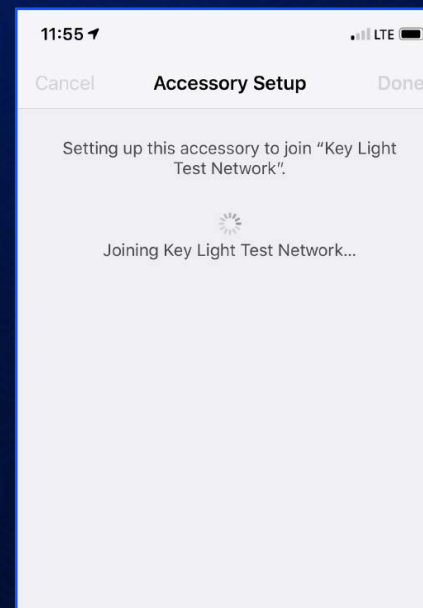 11:55
LTE
Cancel Accessory Setup Done
Setting up this accessory to join “Key Light
Test Network”.
Joining Key Light Test Network...